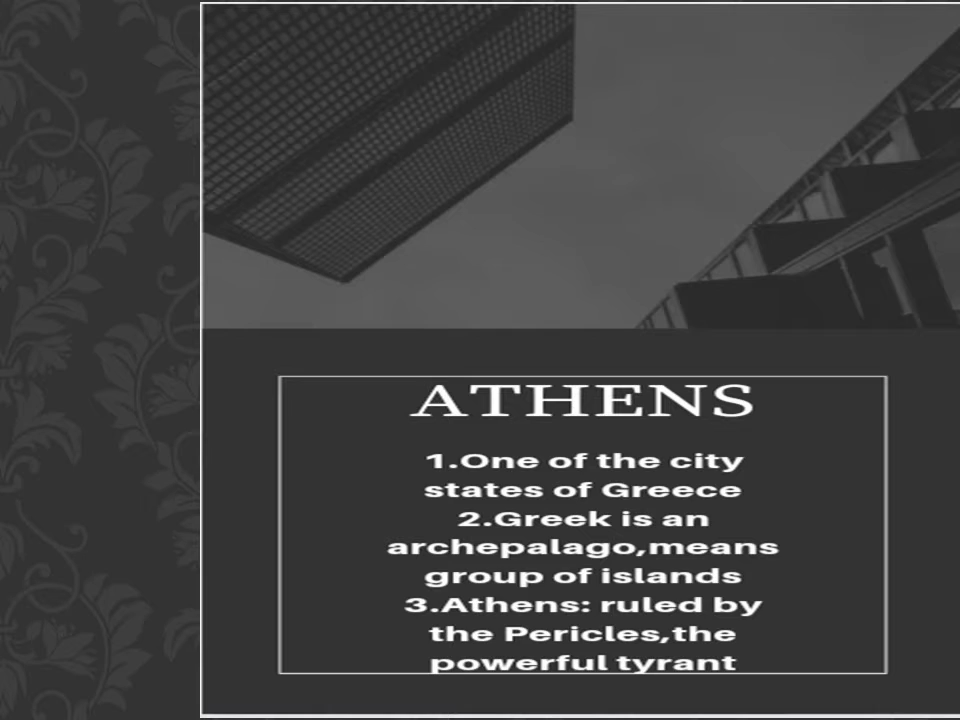 ATHENS
1.One of the city
states of Greece
2.Greek is an
archepalago,means
group of islands
3.Athens: ruled by
the Pericles,the
powerful tyrant